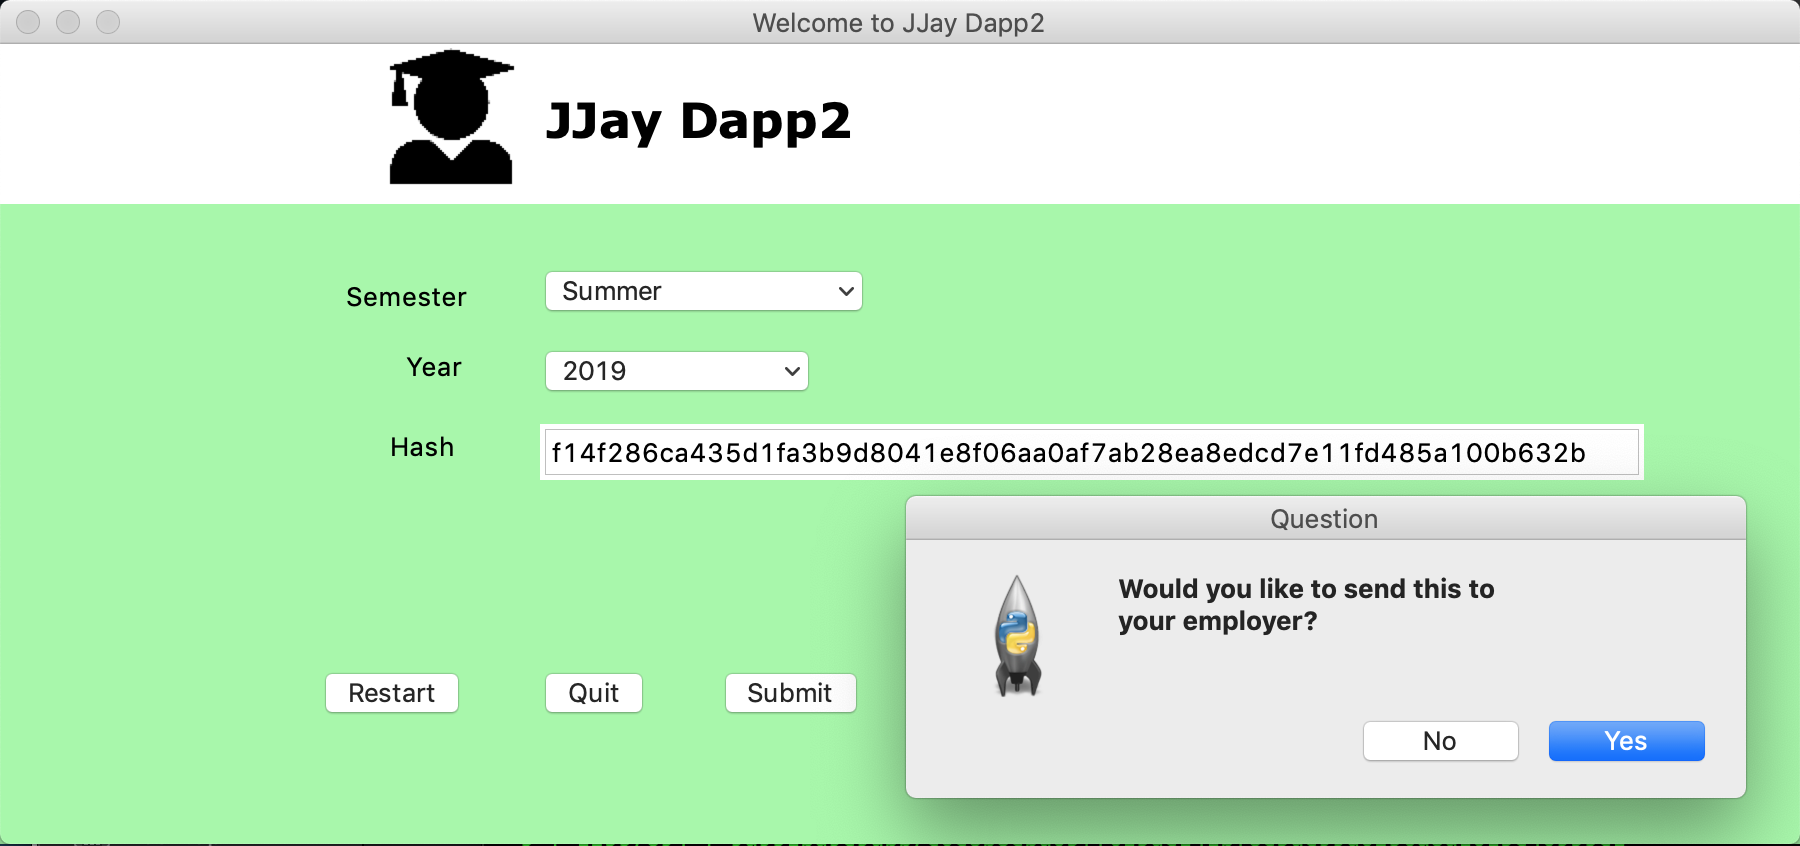 Welcome to JJay Dapp2
JJay Dapp2
Semester
Summer
Year
2019
Hash
f14f286ca435d1fa3b9d8041e8f06aa0af7ab28ea8edcd7e11fd485a100b632b
Question
Would you like to send this to
your employer?
No
Yes
Restart
Quit
Submit